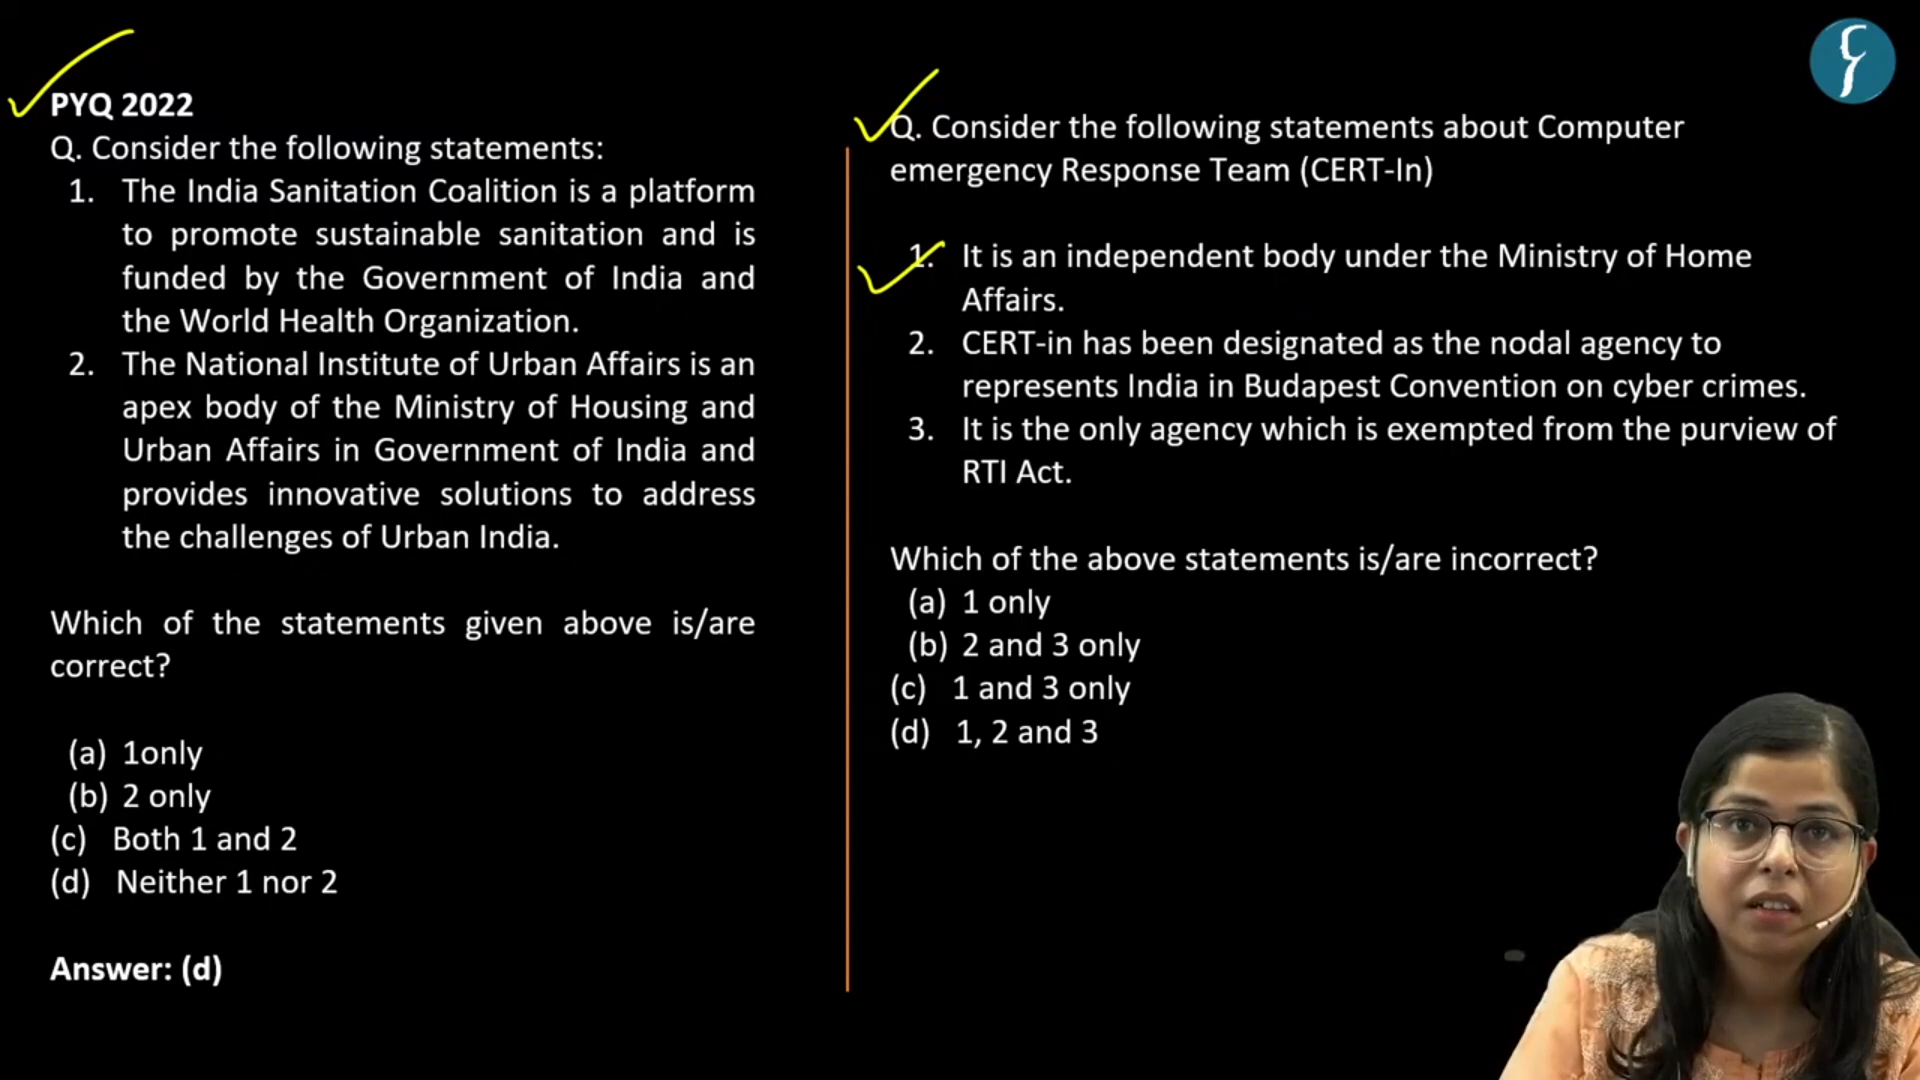 PYQ 2022
Q. Consider the following statements:
1. The India Sanitation Coalition is a platform
to promote sustainable sanitation and is
funded by the Government of India and
the World Health Organization.
2. The National Institute of Urban Affairs is an
apex body of the Ministry of Housing and
Urban Affairs in Government of India and
provides innovative solutions to address
the challenges of Urban India.
Which of the statements given above is/are
correct?
(a) 1only
(b) 2 only
(c) Both 1 and 2
(d) Neither 1 nor 2
Answer: (d)
Q. Consider the following statements about Computer
emergency Response Team (CERT-In)
1. It is an independent body under the Ministry of Home
Affairs.
2. CERT-in has been designated as the nodal agency to
represents India in Budapest Convention on cyber crimes.
3. It is the only agency which is exempted from the purview of
RTI Act.
Which of the above statements is/are incorrect?
(a) 1 only
(b) 2 and 3 only
(c) 1 and 3 only
(d) 1, 2 and 3